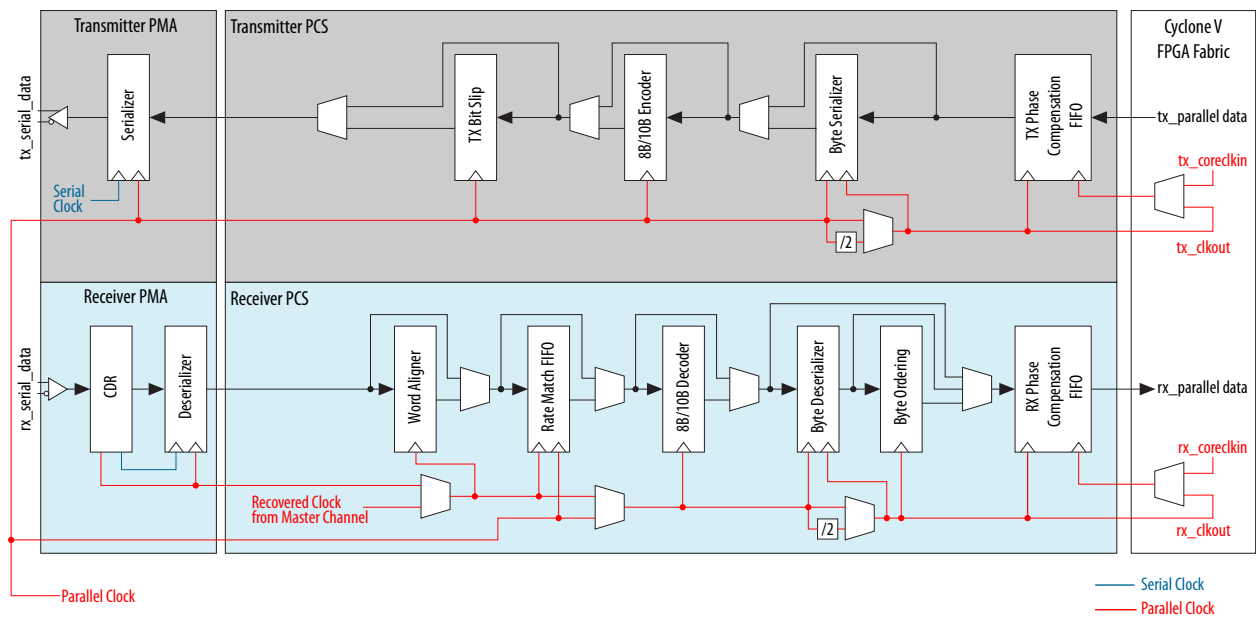 Transmitter PMA
Transmitter PCS
Cyclone V
FPGA Fabric
tx_serial_data
Serializer
TX Bit Slip
8B/10B Encoder
Byte Serializer
TX Phase
Compensation
FIFO
tx_parallel data
tx_coreclkin
Serial
Clock
/2
tx_clkout
Receiver PMA
Receiver PCS
rx_serial_data
CDR
Deserializer
Word Aligner
Rate Match FIFO
8B/10B Decoder
Byte Deserializer
Byte Ordering
RX Phase
Compensation
FIFO
rx_parallel data
rx_coreclkin
Recovered Clock
from Master Channel
/2
rx_clkout
Parallel Clock
Serial Clock
Parallel Clock